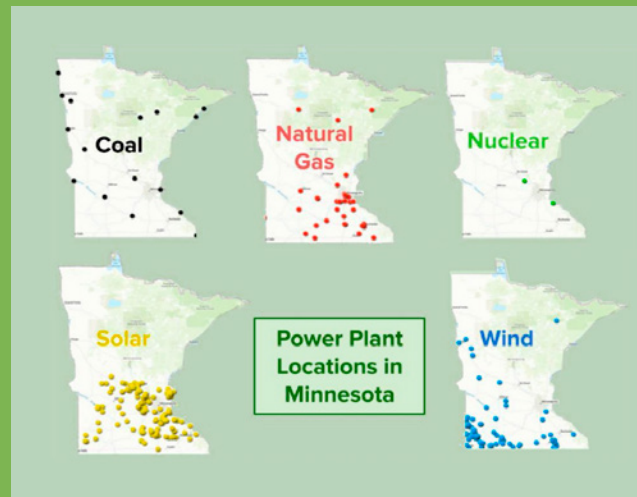 Coal
Natural
Gas
Nuclear
Solar
Power Plant
Locations in
Minnesota
Wind